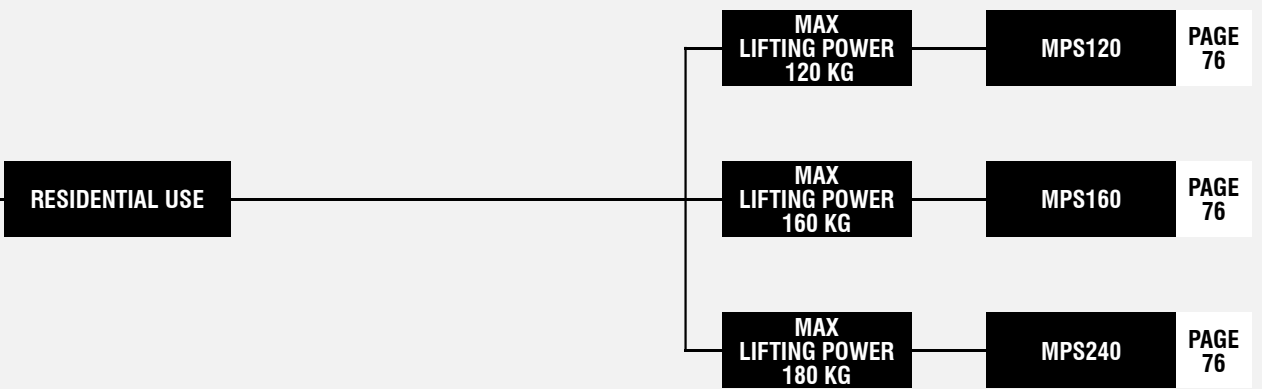 MAX
LIFTING POWER
120 KG
MPS120
PAGE
76
RESIDENTIAL USE
MAX
LIFTING POWER
160 KG
MPS160
PAGE
76
MAX
LIFTING POWER
180 KG
MPS240
PAGE
76